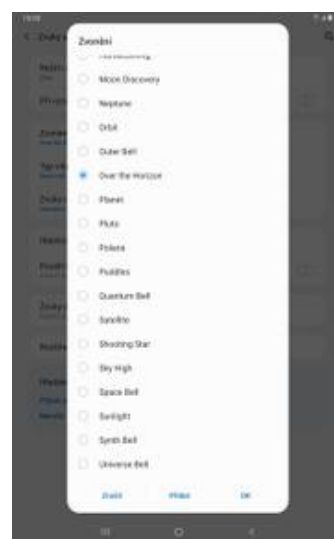 Zvonění
Moon Discovery
Neptune
Orbit
Outer Bell
Over the Horizon
Planet
Pluto
Polaris
Puddles
Quantum Bell
Satellite
Shooting Star
Sky High
Space Bell
Sunlight
Synth Bell
Universe Bell
Zrušit Přidat OK